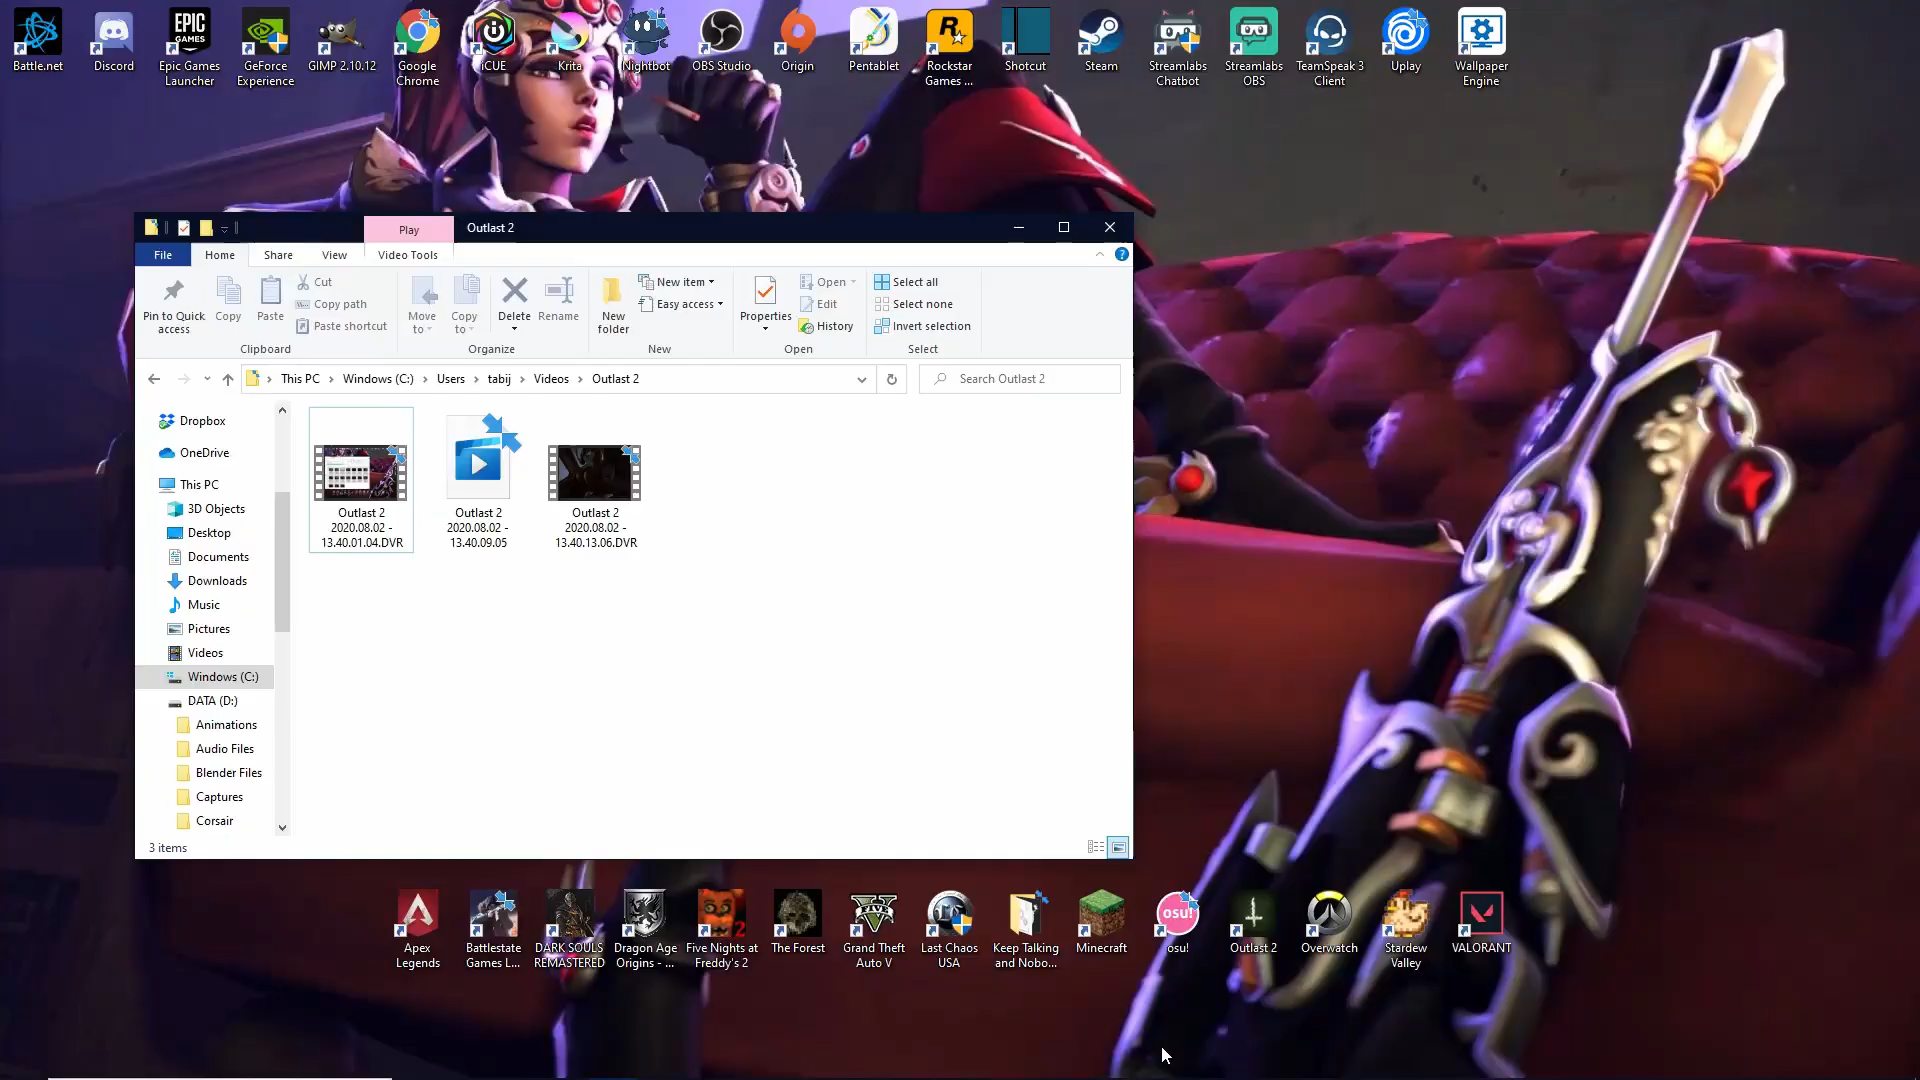 Battle.net
Discord
Epic Games
Launcher
GeForce
Experience
GIMP 2.10.12
Google
Chrome
iCUE
Krita
Nightbot
OBS Studio
Origin
Pentablet
Rockstar
Games ...
Shotcut
Steam
Streamlabs
Chatbot
Streamlabs
OBS
TeamSpeak 3
Client
Uplay
Wallpaper
Engine
Play
Outlast 2
File
Home
Share
View
Video Tools
Pin to Quick
access
Copy
Paste
Cut
Copy path
Paste shortcut
Clipboard
Move
to
Copy
to
Delete
Rename
Organize
New
folder
New item
Easy access
New
Properties
Open
Edit
History
Open
Select all
Select none
Invert selection
Select
This PC
Windows (C:)
Users
tabij
Videos
Outlast 2
Search Outlast 2
Dropbox
OneDrive
This PC
3D Objects
Desktop
Documents
Downloads
Music
Pictures
Videos
Windows (C:)
DATA (D:)
Animations
Audio Files
Blender Files
Captures
Corsair
Outlast 2
2020.08.02 -
13.40.01.04.DVR
Outlast 2
2020.08.02 -
13.40.09.05
Outlast 2
2020.08.02 -
13.40.13.06.DVR
3 items
Apex
Legends
Battlestate
Games L...
DARK SOULS
REMASTERED
Dragon Age
Origins - ...
Five Nights at
Freddy's 2
The Forest
Grand Theft
Auto V
Last Chaos
USA
Keep Talking
and Nobo...
Minecraft
osu!
osu!
Outlast 2
Overwatch
Stardew
Valley
VALORANT